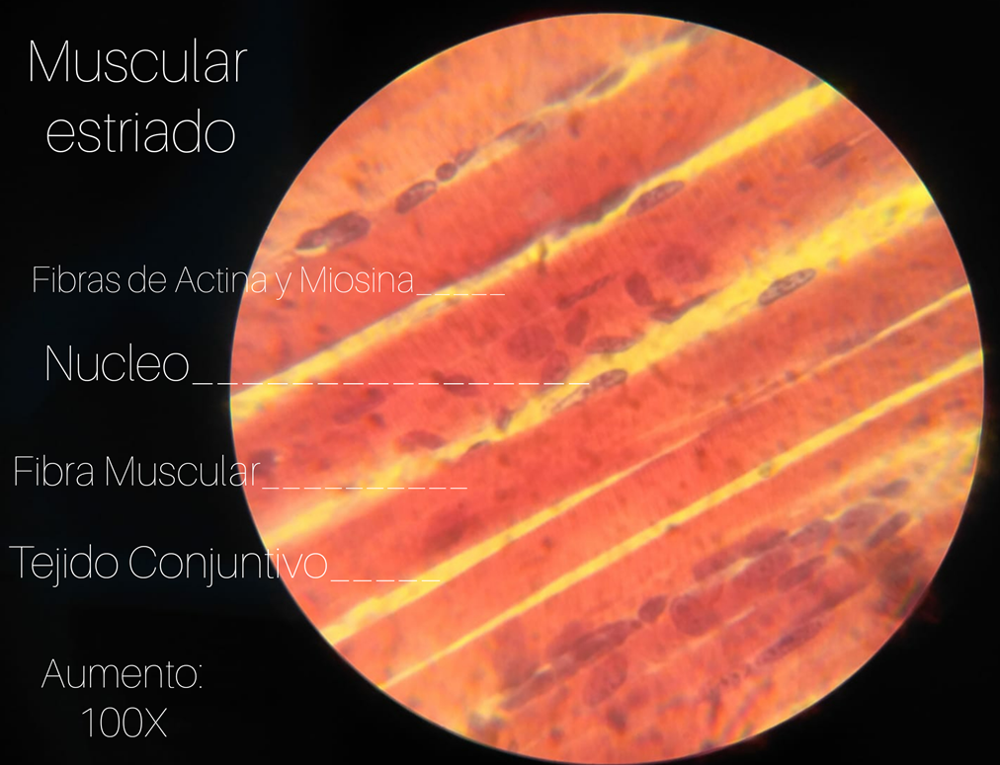 Muscular
estriado
Fibras de Actina y Miosina_____
Nucleo________________
Fibra Muscular__________
Tejido Conjuntivo_____
Aumento:
100X